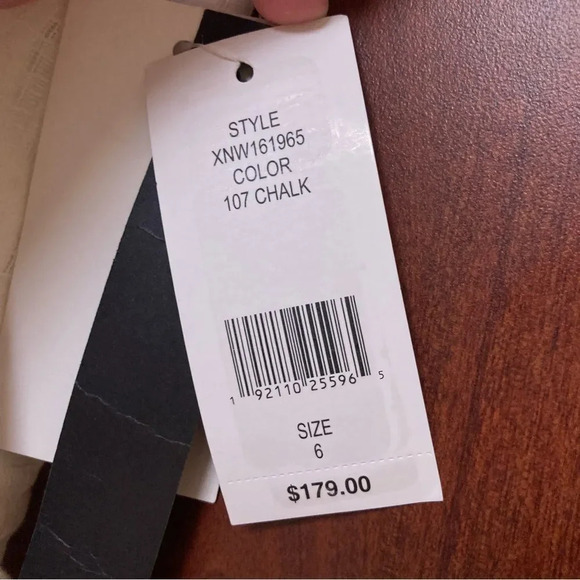 STYLE
XNW161965
COLOR
107 CHALK
1 92110 25596 5
SIZE
6
$179.00